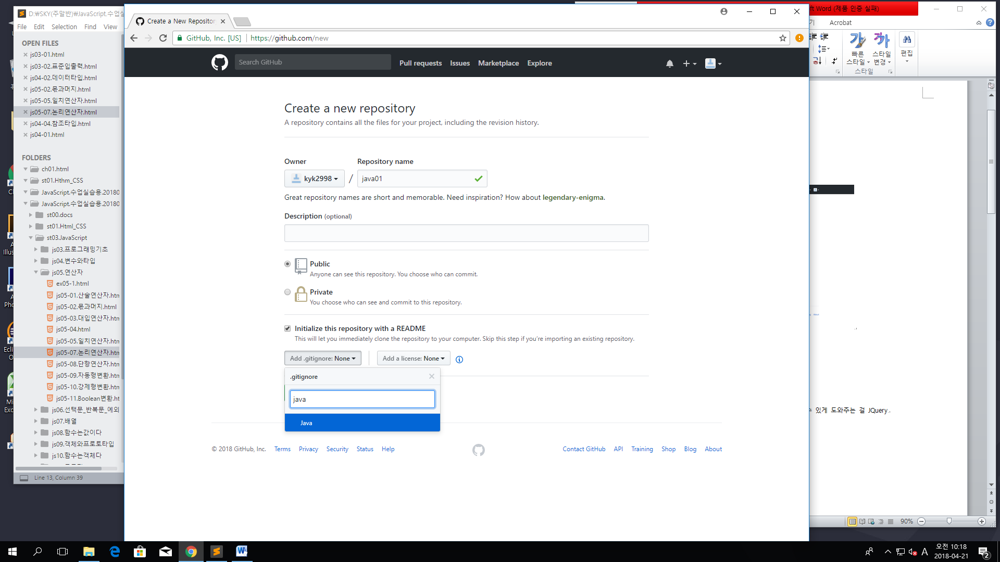 D:₩SKY(주말반)₩JavaScript.수업실
File Edit Selection Find View
OPEN FILES
js03-01.html
js03-02.표준입출력.html
js04-02.데이터타입.html
js05-02.몫과머지.html
js05-05.일치연산자.html
js05-07.논리연산자.html
js04-04.참조타입.html
js04-01.html
FOLDERS
ch01.html
st01.Hthm_CSS
JavaScript.수업실습용.20180
JavaScript.수업실습용.20180
st00.docs
st01.Html_CSS
st03.JavaScript
js03.프로그래밍기초
js04.변수와타입
js05.연산자
ex05-1.html
js05-01.산술연산자.htm
js05-02.몫과머지.html
js05-03.대입연산자.htm
js05-04.html
js05-05.일치연산자.htm
js05-07.논리연산자.htm
js05-08.단항연산자.htm
js05-09.자동형변환.htm
js05-10.강제형변환.htm
js05-11.Boolean변환.ht
js06.선택문_반복문_예외
js07.배열
js08.함수는값이다
js09.객체와프로토타입
js10.함수는객체다
Line 13, Column 39
Create a New Repositor
GitHub, Inc. [US] https://github.com/new
Search GitHub
Pull requests Issues Marketplace Explore
Create a new repository
A repository contains all the files for your project, including the revision history.
Owner Repository name
kyk2998 / java01
Great repository names are short and memorable. Need inspiration? How about legendary-enigma.
Description (optional)
Public
Anyone can see this repository. You choose who can commit.
Private
You choose who can see and commit to this repository.
Initialize this repository with a README
This will let you immediately clone the repository to your computer. Skip this step if you're importing an existing repository.
Add .gitignore: None Add a license: None
.gitignore
java
Java
© 2018 GitHub, Inc. Terms Privacy Security Status Help
Contact GitHub API Training Shop Blog About
ft Word (제품 인증 실패)
Acrobat
빠른
스타일
스타일
변경
편집
스타일
있게 도와주는 걸 JQuery.
90%
A
오전 10:18
2018-04-21
2